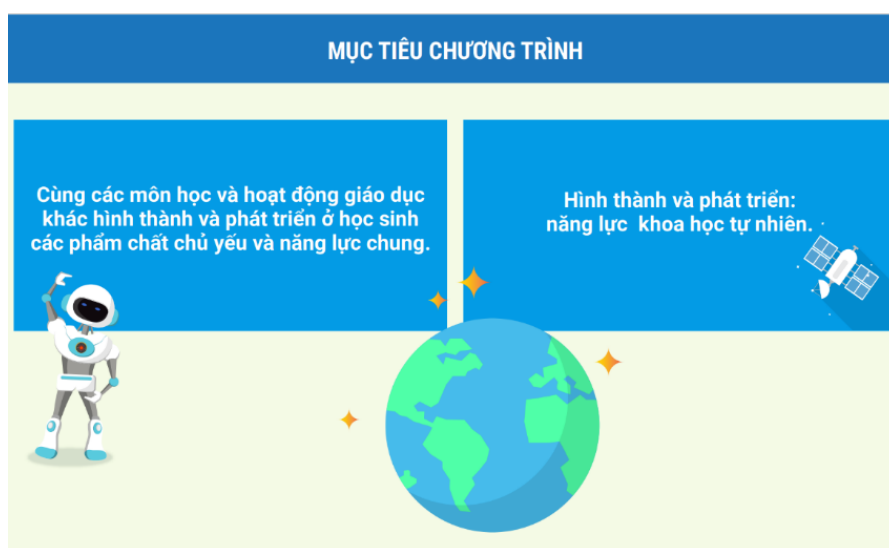 MỤC TIÊU CHƯƠNG TRÌNH
Cùng các môn học và hoạt động giáo dục
khác hình thành và phát triển ở học sinh
các phẩm chất chủ yếu và năng lực chung.
Hình thành và phát triển:
năng lực khoa học tự nhiên.